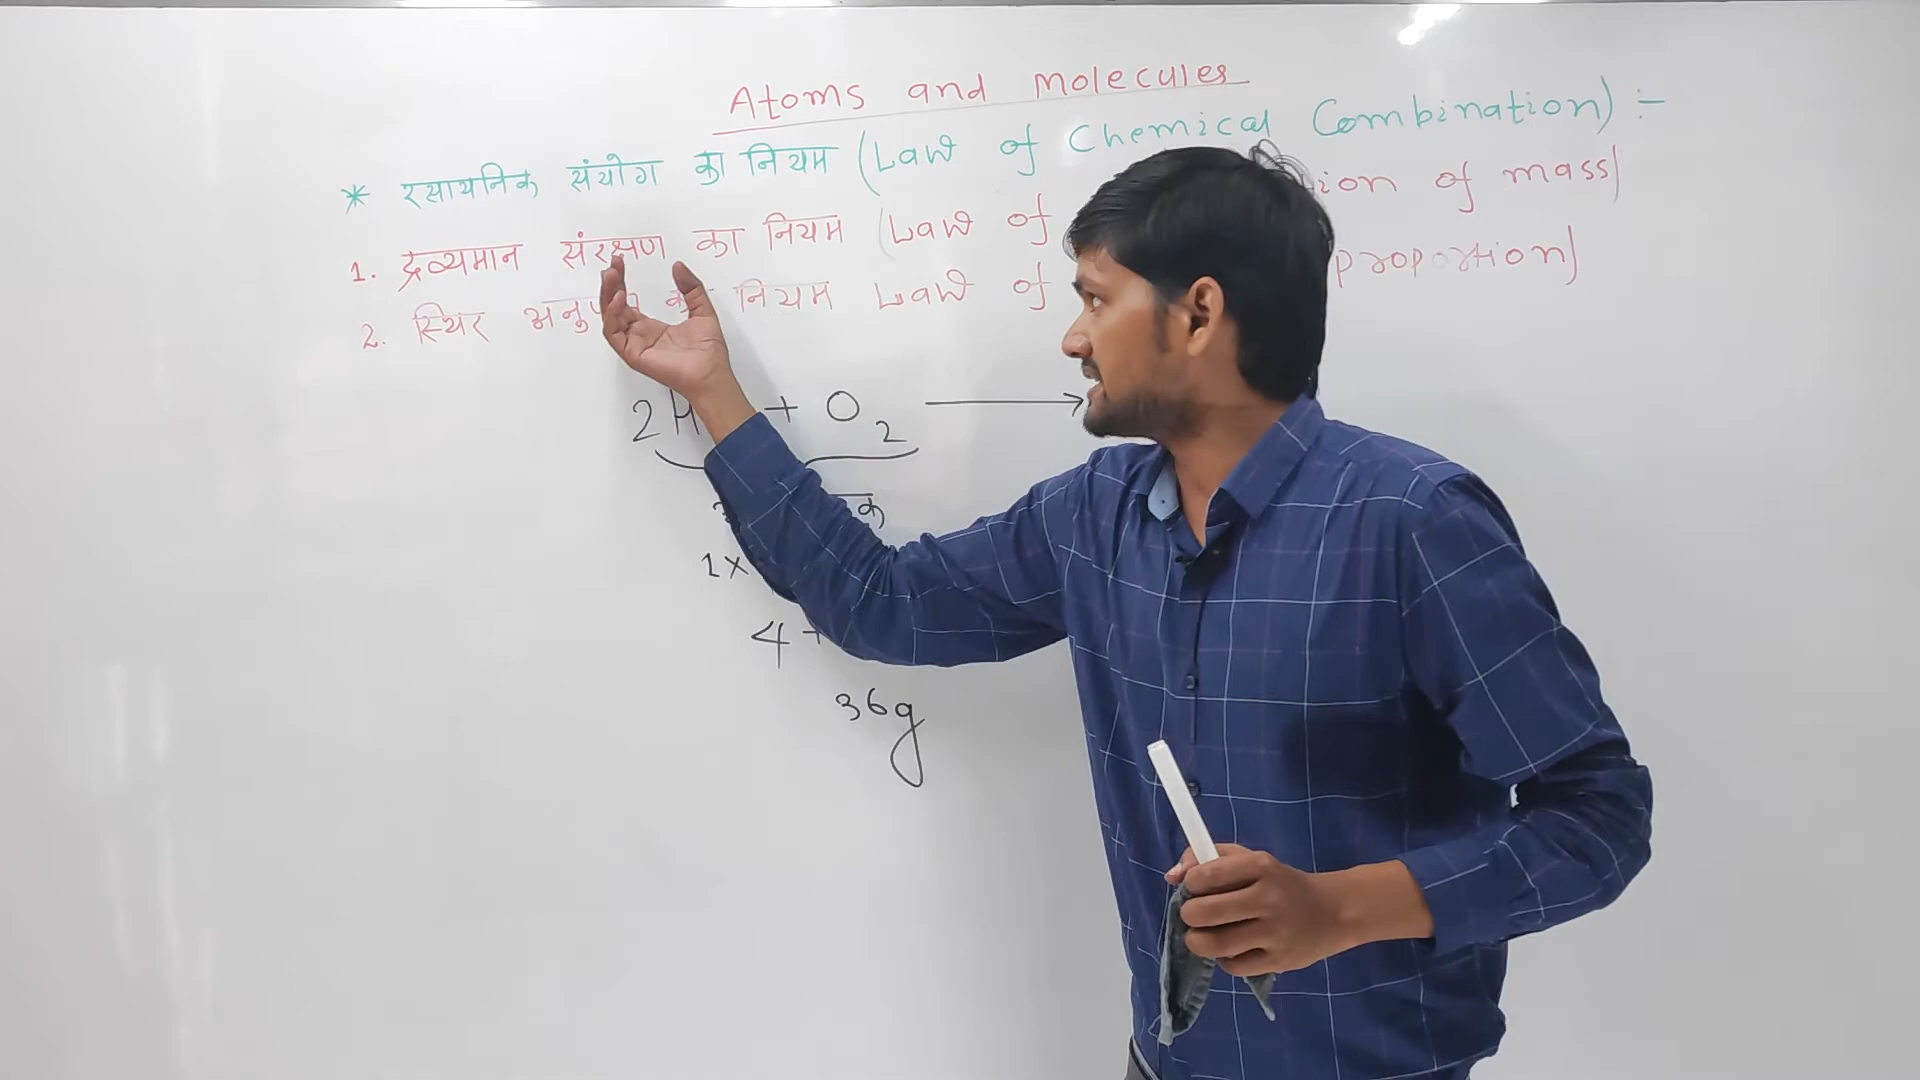 Atoms and Molecules
* रसायनिक संयोग का नियम (Law of Chemical Combination) :-
1. द्रव्यमान संरक्षण का नियम (Law of ion of mass)
2. स्थिर नियम Law of proportion)
2H + O2 →
क
1×
4 +
36g